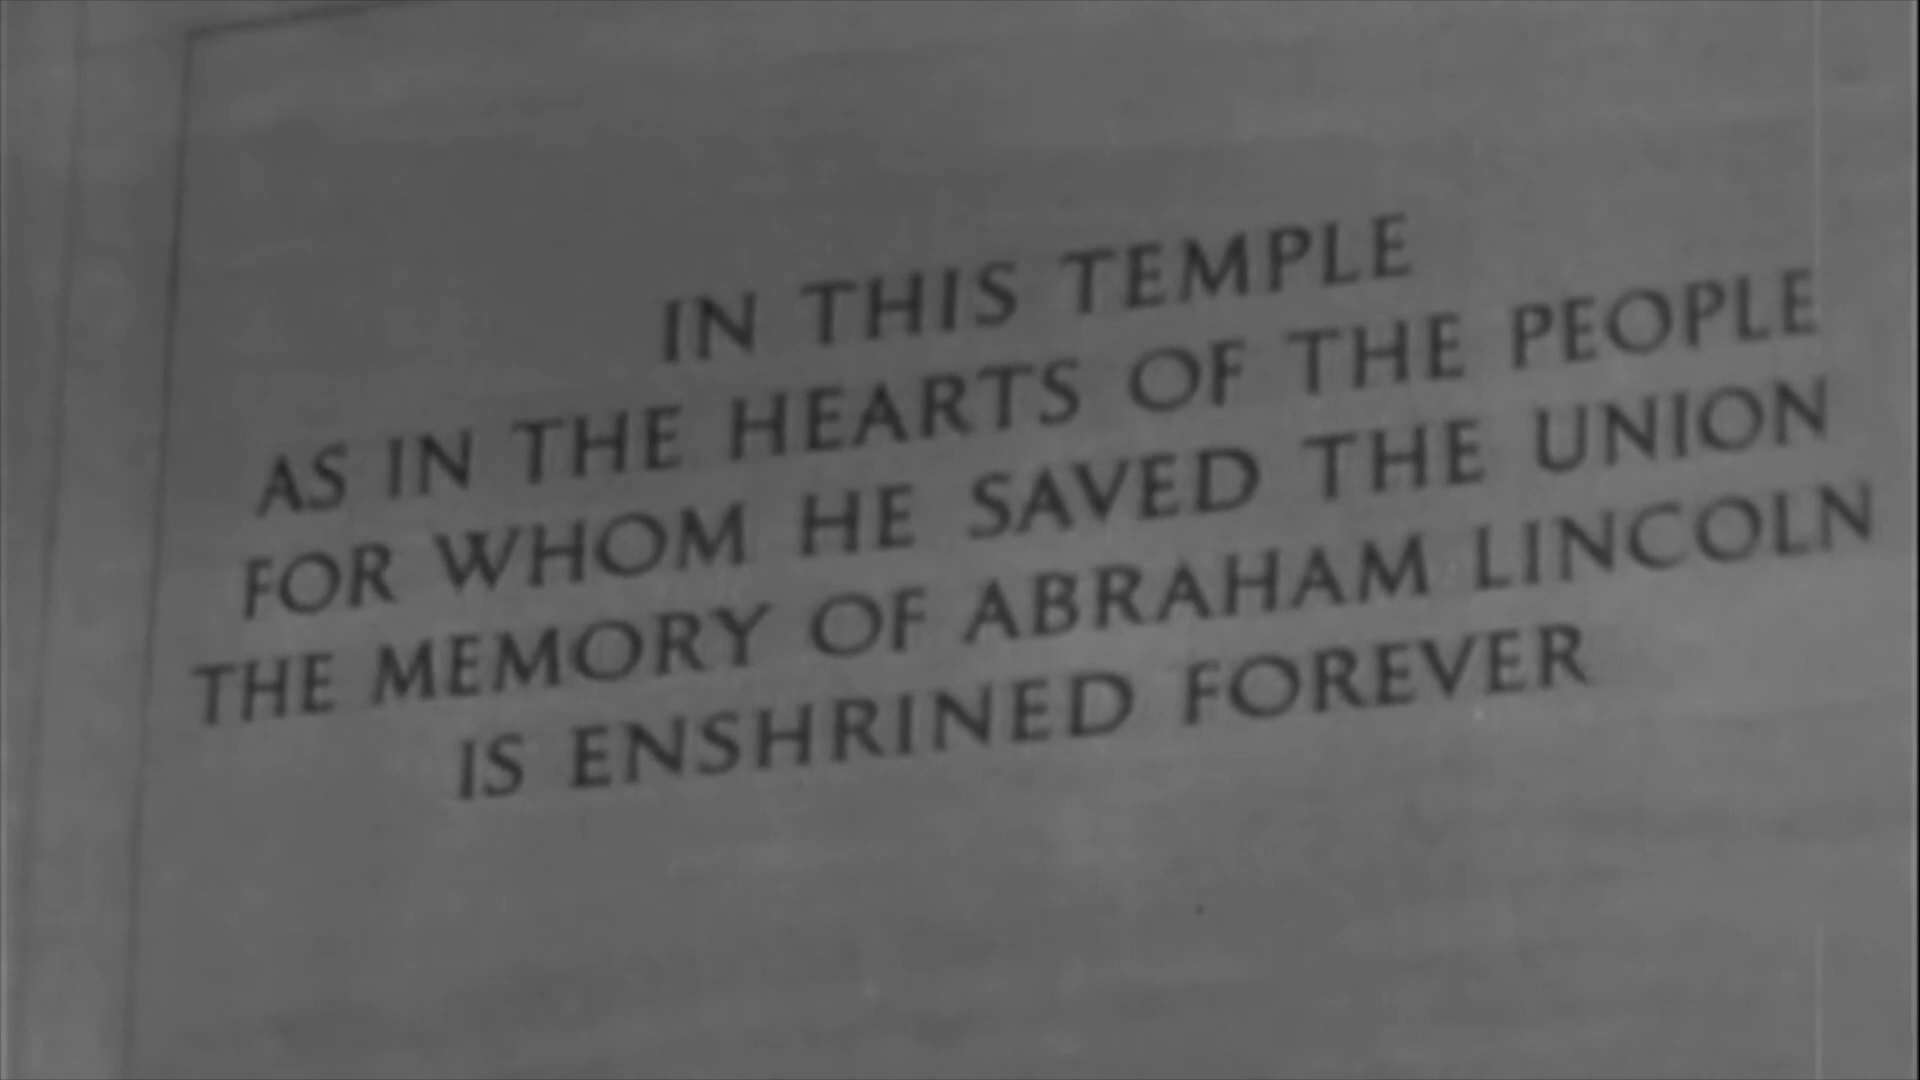 IN THIS TEMPLE
AS IN THE HEARTS OF THE PEOPLE
FOR WHOM HE SAVED THE UNION
THE MEMORY OF ABRAHAM LINCOLN
IS ENSHRINED FOREVER